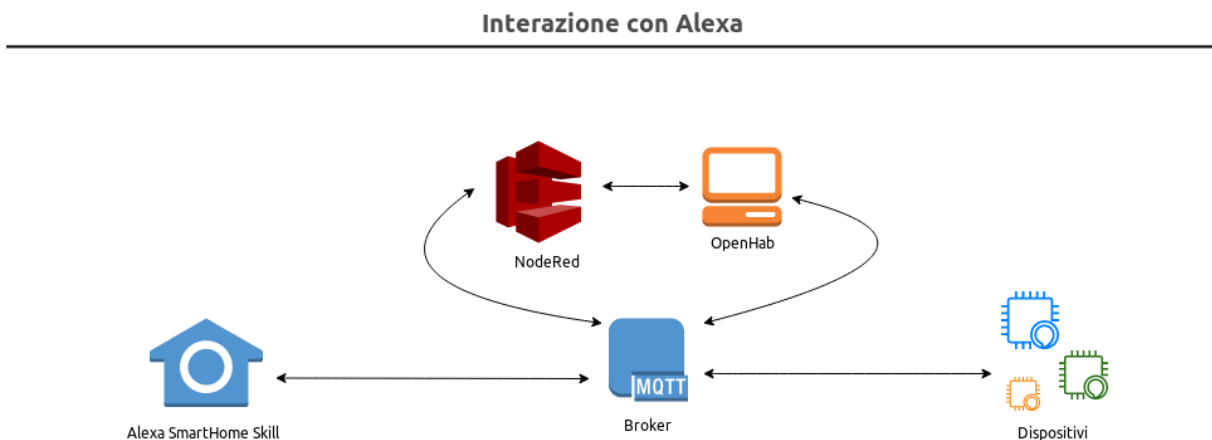 Interazione con Alexa
NodeRed
OpenHab
MQTT
Alexa SmartHome Skill
Broker
Dispositivi